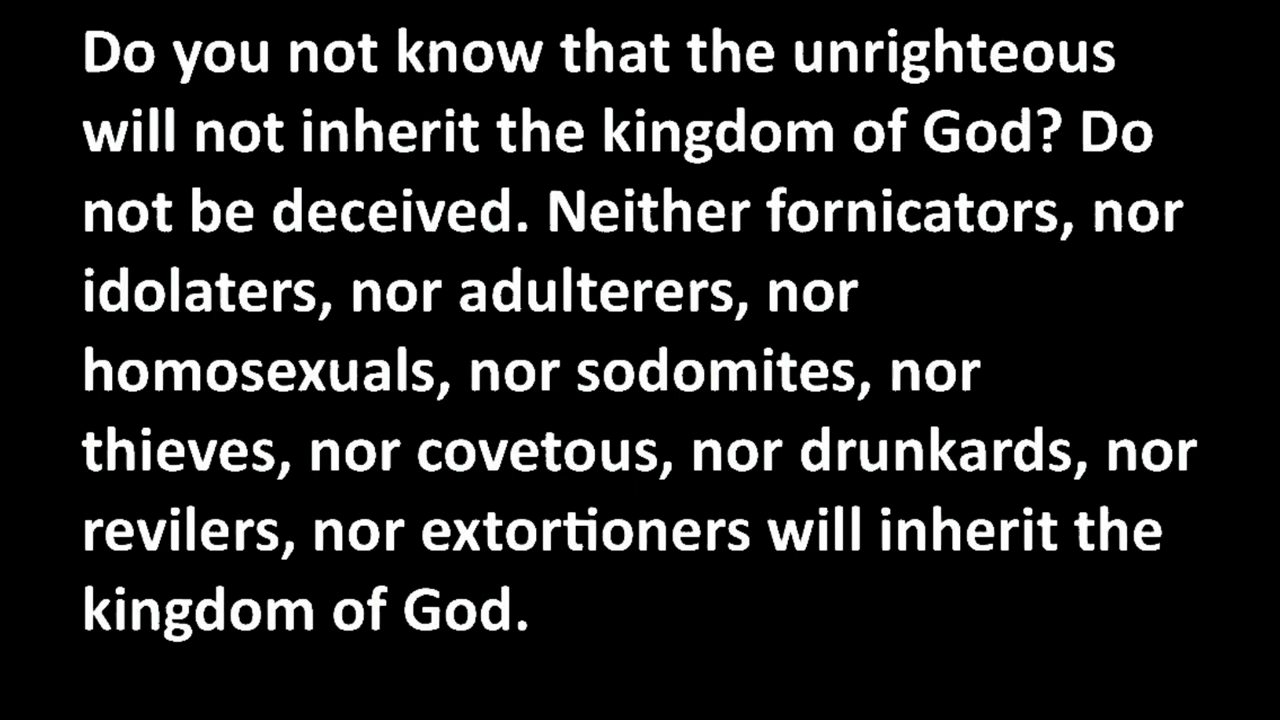 Do you not know that the unrighteous
will not inherit the kingdom of God? Do
not be deceived. Neither fornicators, nor
idolaters, nor adulterers, nor
homosexuals, nor sodomites, nor
thieves, nor covetous, nor drunkards, nor
revilers, nor extortioners will inherit the
kingdom of God.